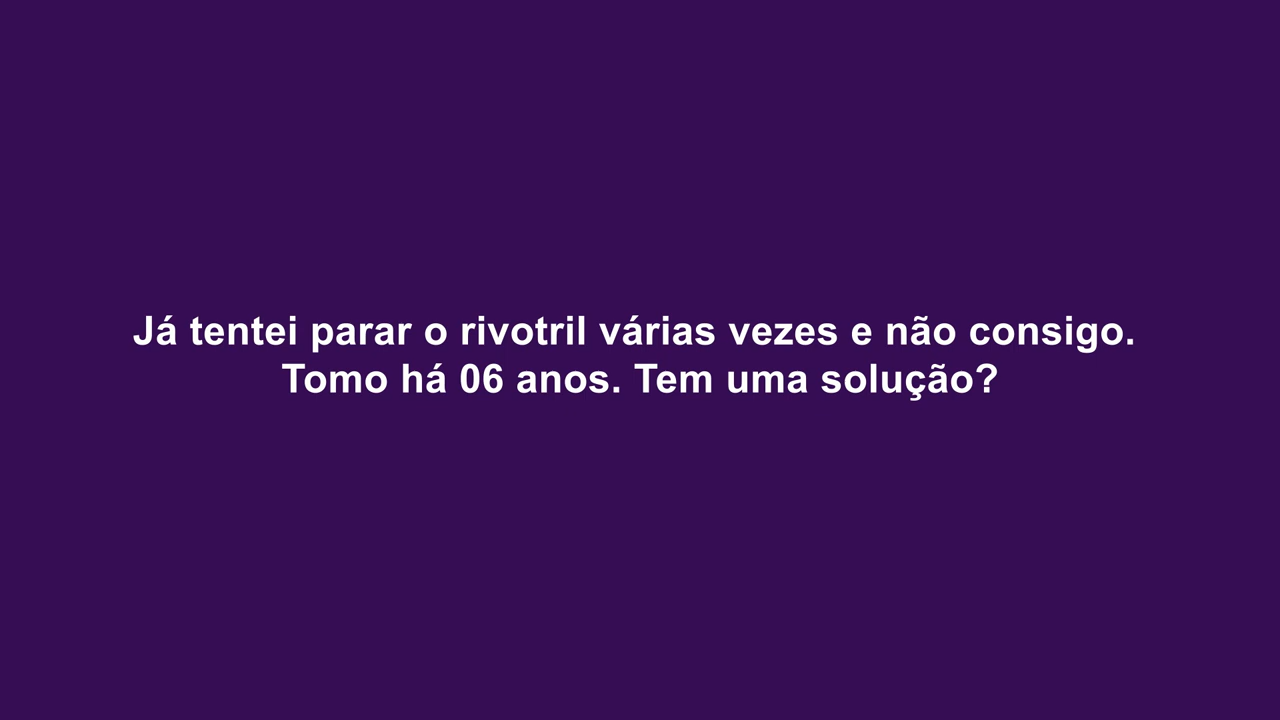 Já tentei parar o rivotril várias vezes e não consigo.
Tomo há 06 anos. Tem uma solução?